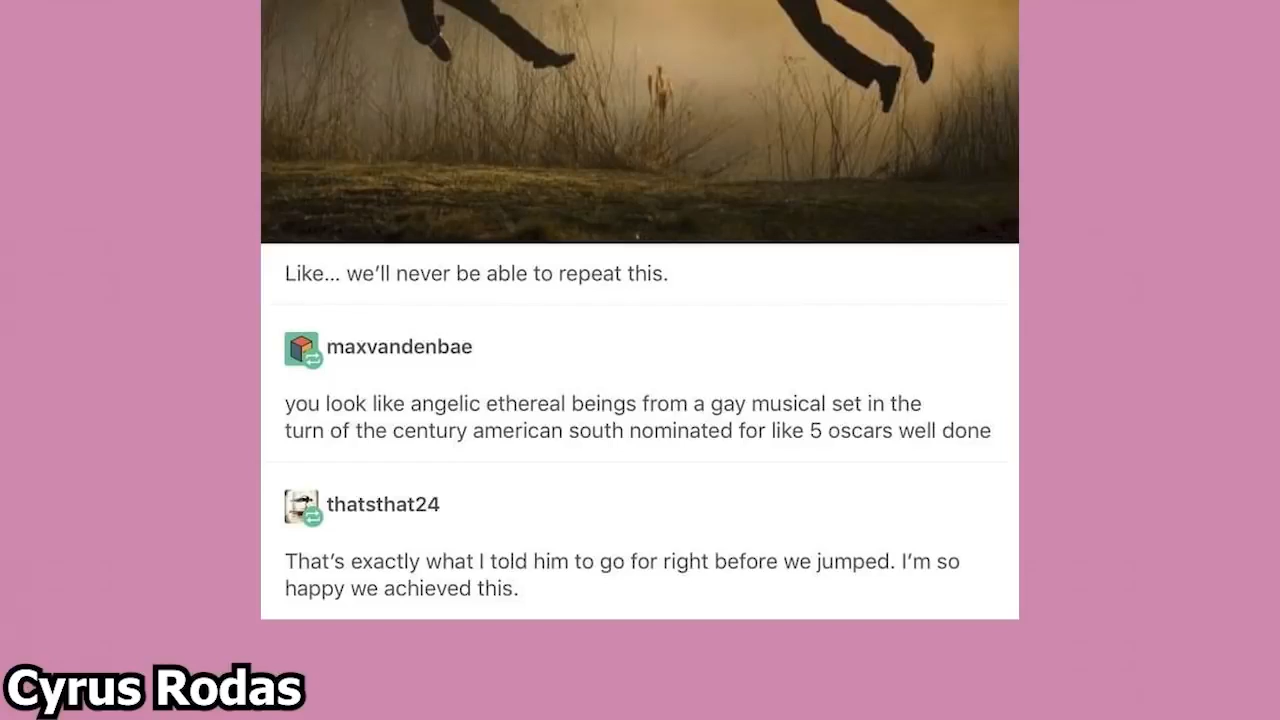 Like... we’ll never be able to repeat this.
maxvandenbae
you look like angelic ethereal beings from a gay musical set in the
turn of the century american south nominated for like 5 oscars well done
thatsthat24
That’s exactly what I told him to go for right before we jumped. I’m so
happy we achieved this.
Cyrus Rodas